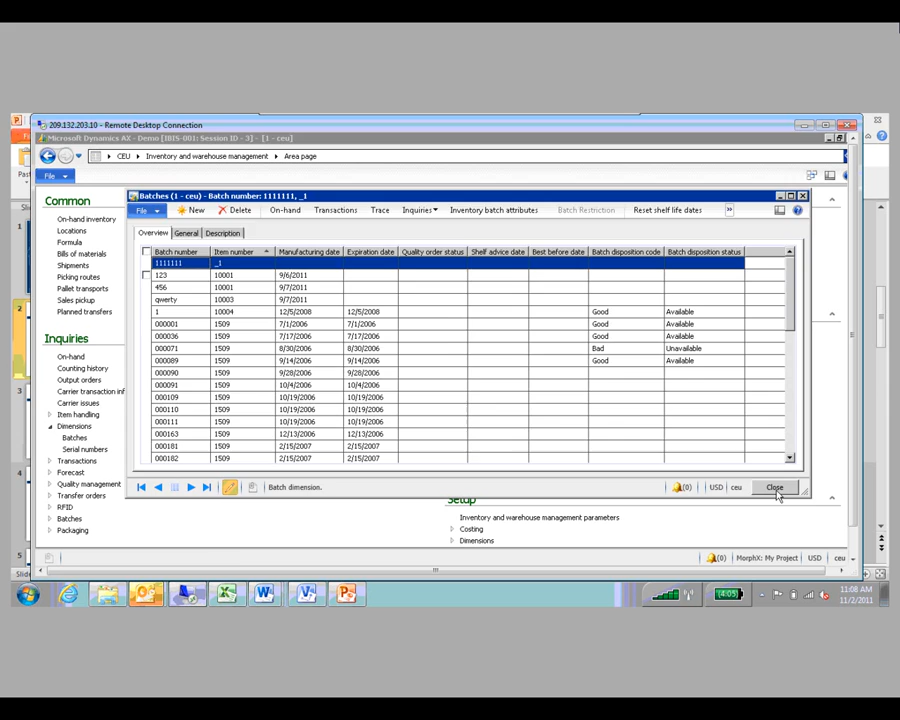 209.132.203.10 - Remote Desktop Connection
Microsoft Dynamics AX - Demo [IBIS-001: Session ID - 3] - [1 - ceu]
CEU Inventory and warehouse management Area page
File
Common
On-hand inventory
Locations
Formula
Bills of materials
Shipments
Picking routes
Pallet transports
Sales pickup
Planned transfers
Inquiries
On-hand
Counting history
Output orders
Carrier transaction inf
Carrier issues
Item handling
Dimensions
Batches
Serial numbers
Transactions
Forecast
Quality management
Transfer orders
RFID
Batches
Packaging
Batches (1 - ceu) - Batch number: 1111111, _1
File New Delete On-hand Transactions Trace Inquiries Inventory batch attributes Batch Restriction Reset shelf life dates »
Overview General Description
Batch number Item number Manufacturing date Expiration date Quality order status Shelf advice date Best before date Batch disposition code Batch disposition status
1111111 _1
123 10001 9/6/2011
456 10001 9/7/2011
qwerty 10003 9/7/2011
1 10004 12/5/2008 12/5/2008 Good Available
000001 1509 7/1/2006 7/1/2006 Good Available
000036 1509 7/17/2006 7/17/2006 Good Available
000071 1509 8/30/2006 8/30/2006 Bad Unavailable
000089 1509 9/14/2006 9/14/2006 Good Available
000090 1509 9/28/2006 9/28/2006
000091 1509 10/4/2006 10/4/2006
000109 1509 10/19/2006 10/19/2006
000110 1509 10/19/2006 10/19/2006
000111 1509 10/19/2006 10/19/2006
000163 1509 12/13/2006 12/13/2006
000181 1509 2/15/2007 2/15/2007
000182 1509 2/15/2007 2/15/2007
Batch dimension. (0) USD ceu Close
Setup
Inventory and warehouse management parameters
Costing
Dimensions
(0) MorphX: My Project USD ceu
1
2
3
4
5
(4:05)
11:08 AM
11/2/2011